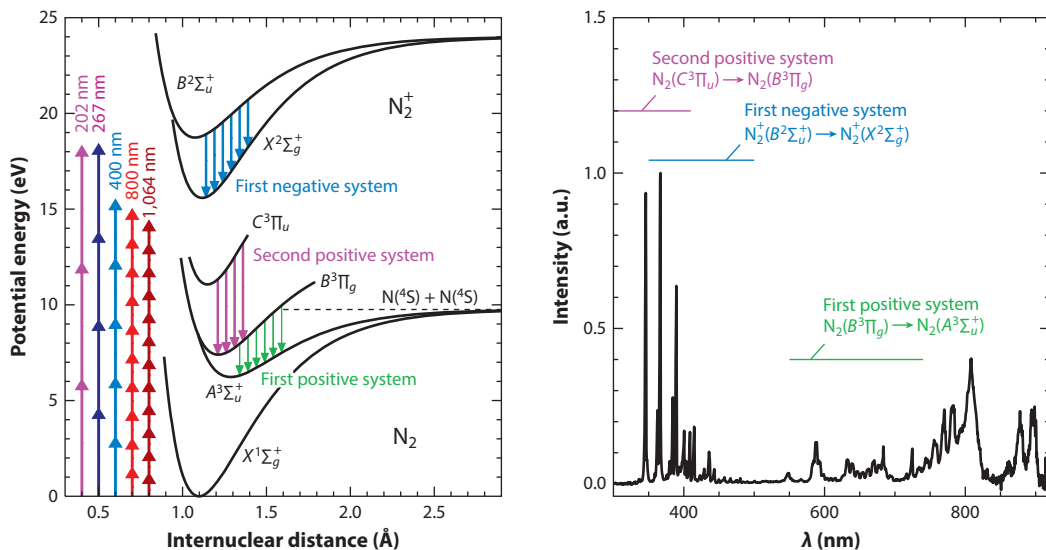 Potential energy (eV)
25
20
15
10
5
0
0.5
1.0
1.5
2.0
2.5
Internuclear distance (Å)
202 nm
267 nm
400 nm
800 nm
1,064 nm
B²Σᵤ⁺
N₂⁺
X²Σg⁺
First negative system
C³Πᵤ
Second positive system
B³Πg
N(⁴S) + N(⁴S)
First positive system
A³Σᵤ⁺
N₂
X¹Σg⁺
Intensity (a.u.)
1.5
1.0
0.5
0.0
400
600
800
λ (nm)
Second positive system
N₂(C³Πᵤ) → N₂(B³Πg)
First negative system
N₂⁺(B²Σᵤ⁺) → N₂⁺(X²Σg⁺)
First positive system
N₂(B³Πg) → N₂(A³Σᵤ⁺)